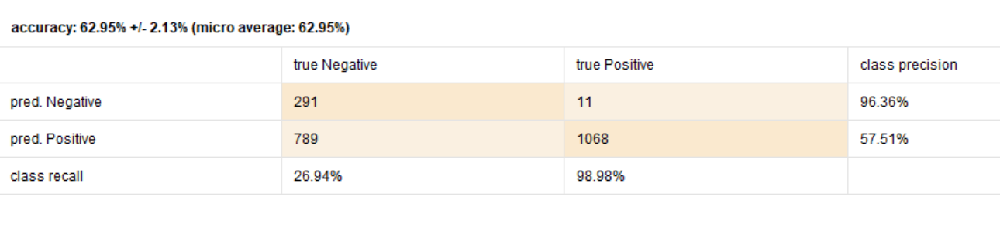 accuracy: 62.95% +/- 2.13% (micro average: 62.95%)
true Negative true Positive class precision
pred. Negative 291 11 96.36%
pred. Positive 789 1068 57.51%
class recall 26.94% 98.98%